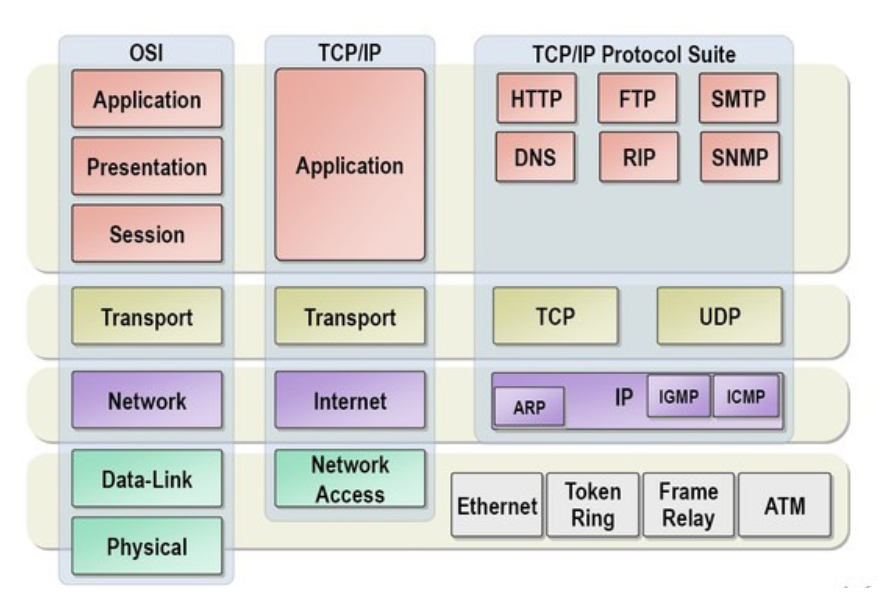 OSI
TCP/IP
TCP/IP Protocol Suite
Application
Presentation
Session
Application
HTTP
FTP
SMTP
DNS
RIP
SNMP
Transport
Transport
TCP
UDP
Network
Internet
ARP
IP
IGMP
ICMP
Data-Link
Physical
Network
Access
Ethernet
Token
Ring
Frame
Relay
ATM